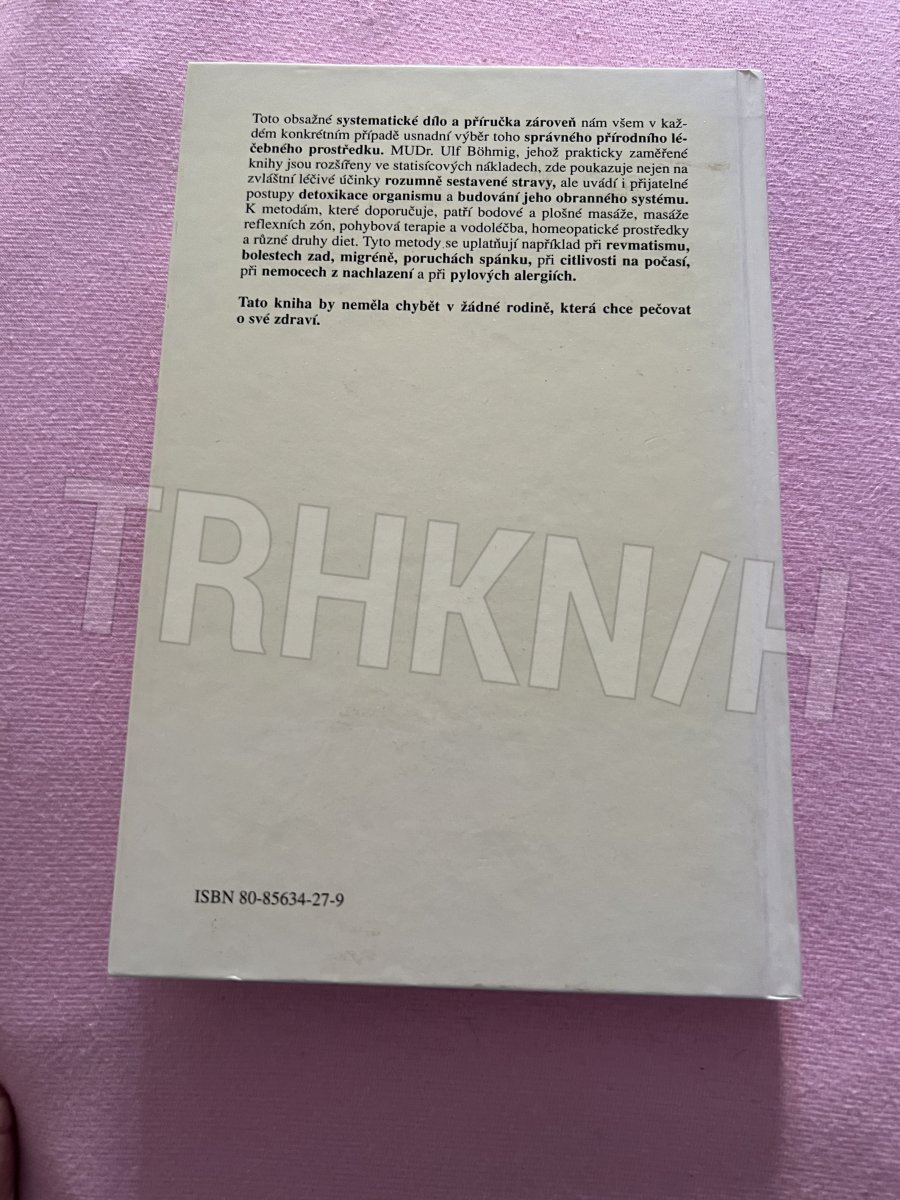 Toto obsažné systematické dílo a příručka zároveň nám všem v kaž-
dém konkrétním případě usnadní výběr toho správného přírodního lé-
čebného prostředku. MUDr. Ulf Böhmig, jehož prakticky zaměřené
knihy jsou rozšířeny ve statisícových nákladech, zde poukazuje nejen na
zvláštní léčivé účinky rozumně sestavené stravy, ale uvádí i přijatelné
postupy detoxikace organismu a budování jeho obranného systému.
K metodám, které doporučuje, patří bodové a plošné masáže, masáže
reflexních zón, pohybová terapie a vodoléčba, homeopatické prostředky
a různé druhy diet. Tyto metody se uplatňují například při revmatismu,
bolestech zad, migréně, poruchách spánku, při citlivosti na počasí,
při nemocech z nachlazení a při pylových alergiích.
Tato kniha by neměla chybět v žádné rodině, která chce pečovat
o své zdraví.
TRHKN/H
ISBN 80-85634-27-9